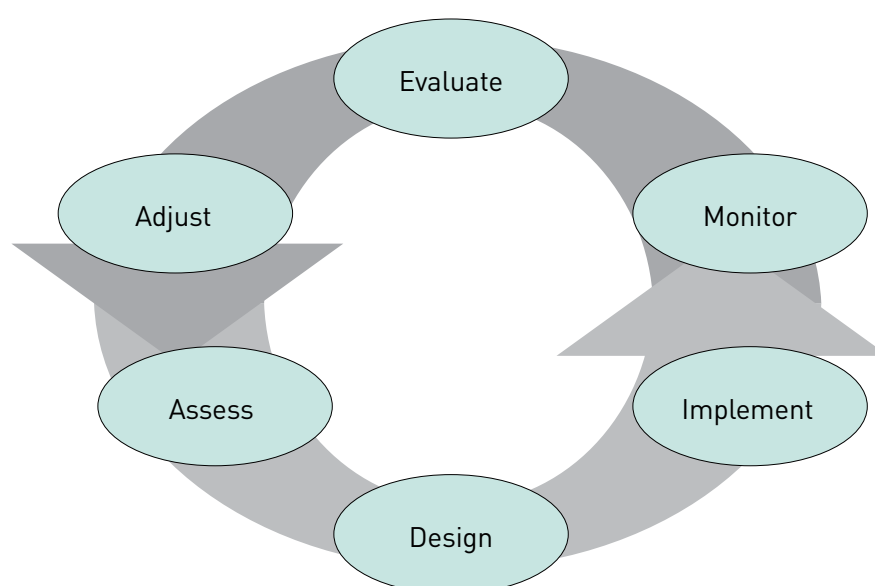 Evaluate
Adjust
Monitor
Assess
Implement
Design